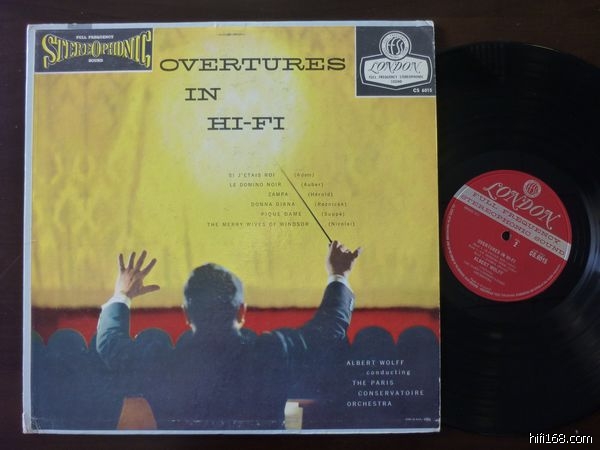 FULL FREQUENCY
STEREOPHONIC
SOUND
FFSS
LONDON
FULL FREQUENCY STEREOPHONIC
SOUND
CS 6015
OVERTURES
IN
HI-FI
SI J'ETAIS ROI (Adam)
LE DOMINO NOIR (Auber)
ZAMPA (Hérold)
DONNA DIANA (Reznicek)
PIQUE DAME (Suppé)
THE MERRY WIVES OF WINDSOR (Nicolai)
ALBERT WOLFF
conducting
THE PARIS
CONSERVATOIRE
ORCHESTRA
LONDON
FULL FREQUENCY
STEREOPHONIC SOUND
OVERTURES IN HI-FI
ALBERT WOLFF
CS.6015
hifi168.com